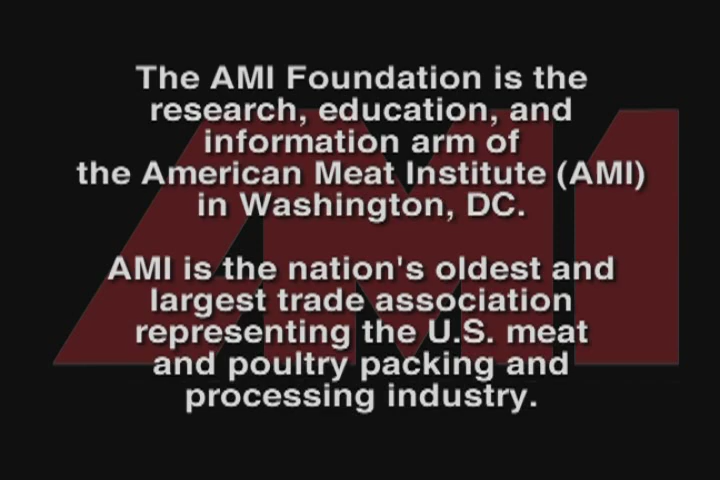 The AMI Foundation is the
research, education, and
information arm of
the American Meat Institute (AMI)
in Washington, DC.
AMI is the nation's oldest and
largest trade association
representing the U.S. meat
and poultry packing and
processing industry.
AMI